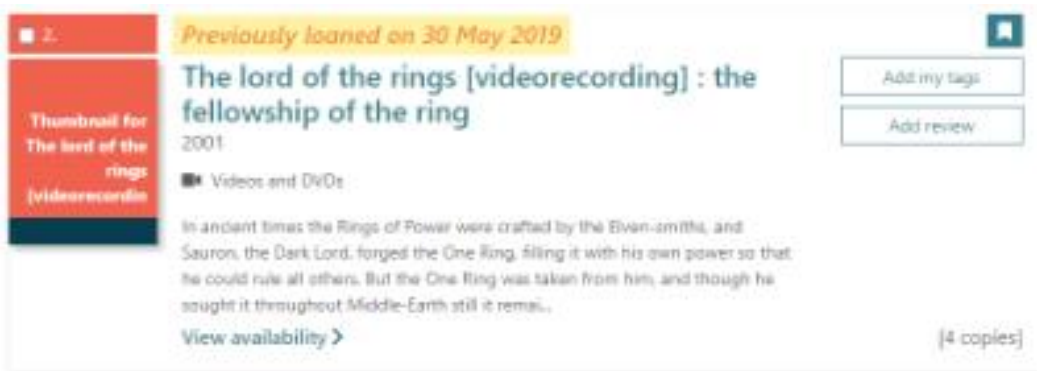 2.
Previously loaned on 30 May 2019
The lord of the rings [videorecording] : the
fellowship of the ring
2001
Videos and DVDs
In ancient times the Rings of Power were crafted by the Elven-smiths, and
Sauron, the Dark Lord, forged the One Ring, filling it with his own power so that
he could rule all others. But the One Ring was taken from him, and though he
sought it throughout Middle-Earth still it remai...
View availability
Thumbnail for
The lord of the
rings
[videorecordin
Add my tags
Add review
[4 copies]